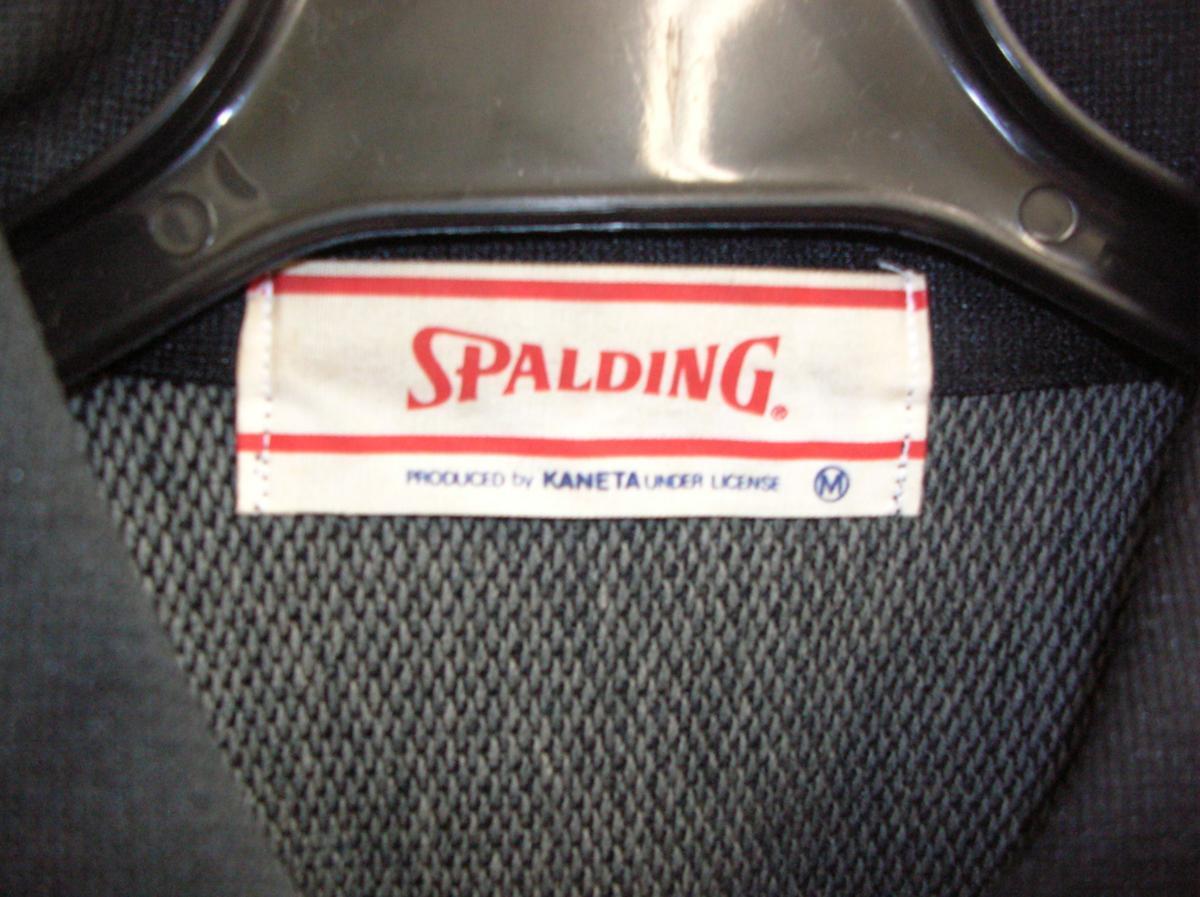 SPALDING®
PRODUCED by KANETA UNDER LICENSE Ⓜ